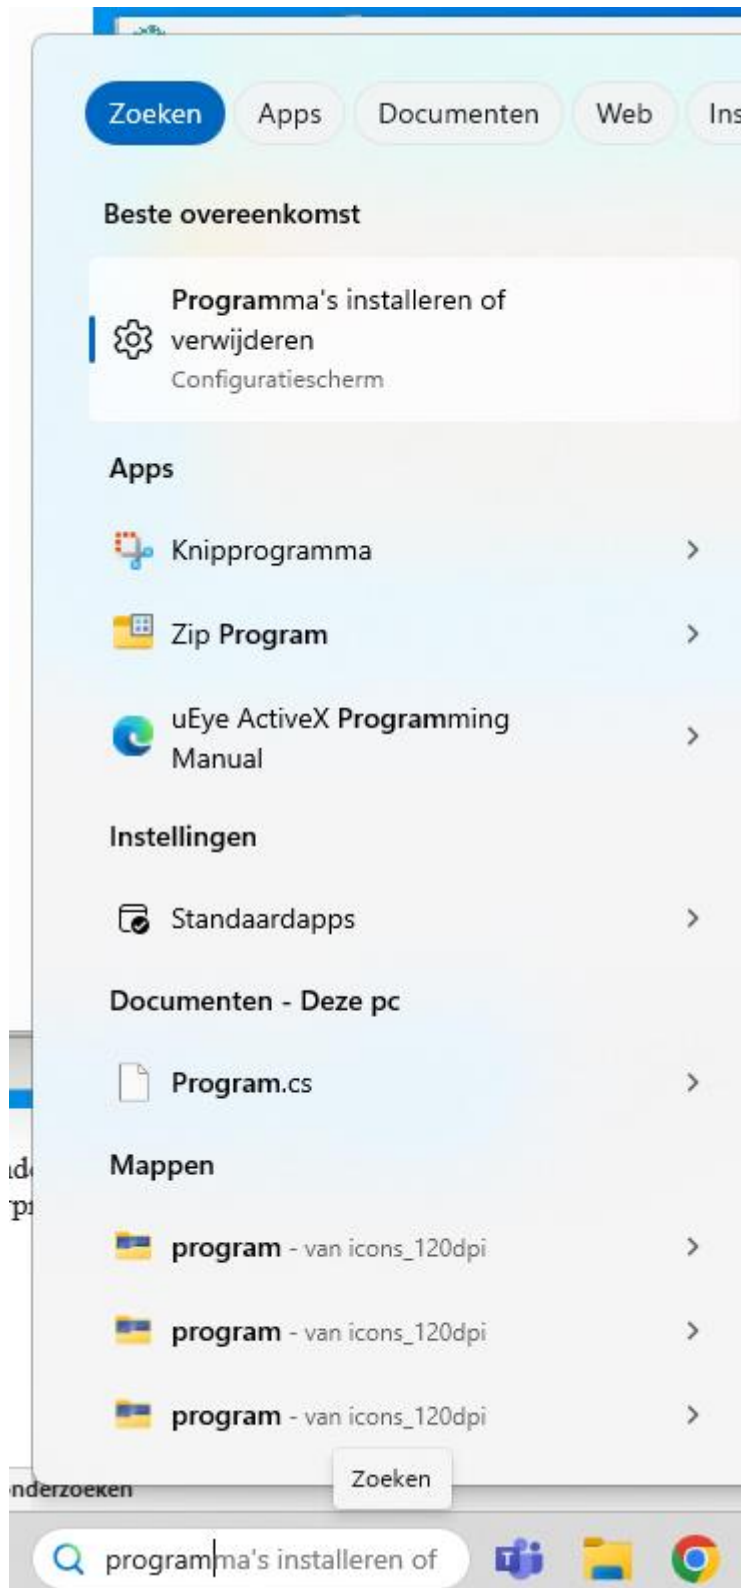 Zoeken Apps Documenten Web Ins
Beste overeenkomst
Programma's installeren of
verwijderen
Configuratiescherm
Apps
Knipprogramma
Zip Program
uEye ActiveX Programming
Manual
Instellingen
Standaardapps
Documenten - Deze pc
Program.cs
Mappen
program - van icons_120dpi
program - van icons_120dpi
program - van icons_120dpi
Zoeken
nderzoeken
programma's installeren of